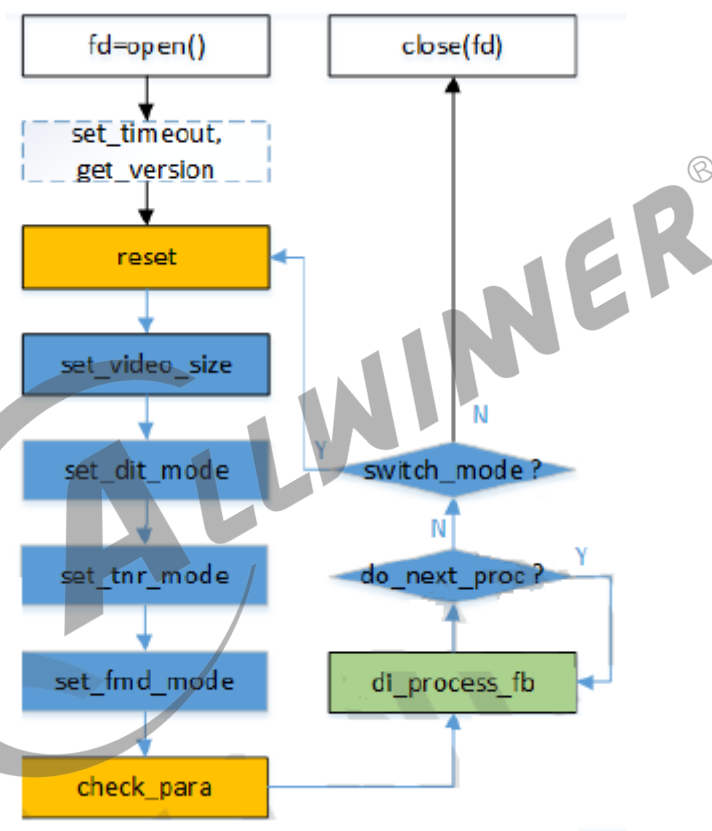 fd=open()
set_timeout,
get_version
reset
set_video_size
set_dit_mode
set_tnr_mode
set_fmd_mode
check_para
close(fd)
N
Y
switch_mode ?
N
do_next_proc ?
Y
di_process_fb
ALLWINNER®